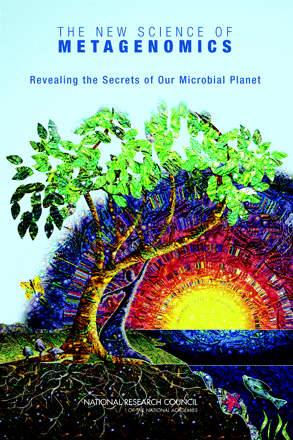 THE NEW SCIENCE OF
METAGENOMICS
Revealing the Secrets of Our Microbial Planet
NATIONAL RESEARCH COUNCIL
OF THE NATIONAL ACADEMIES